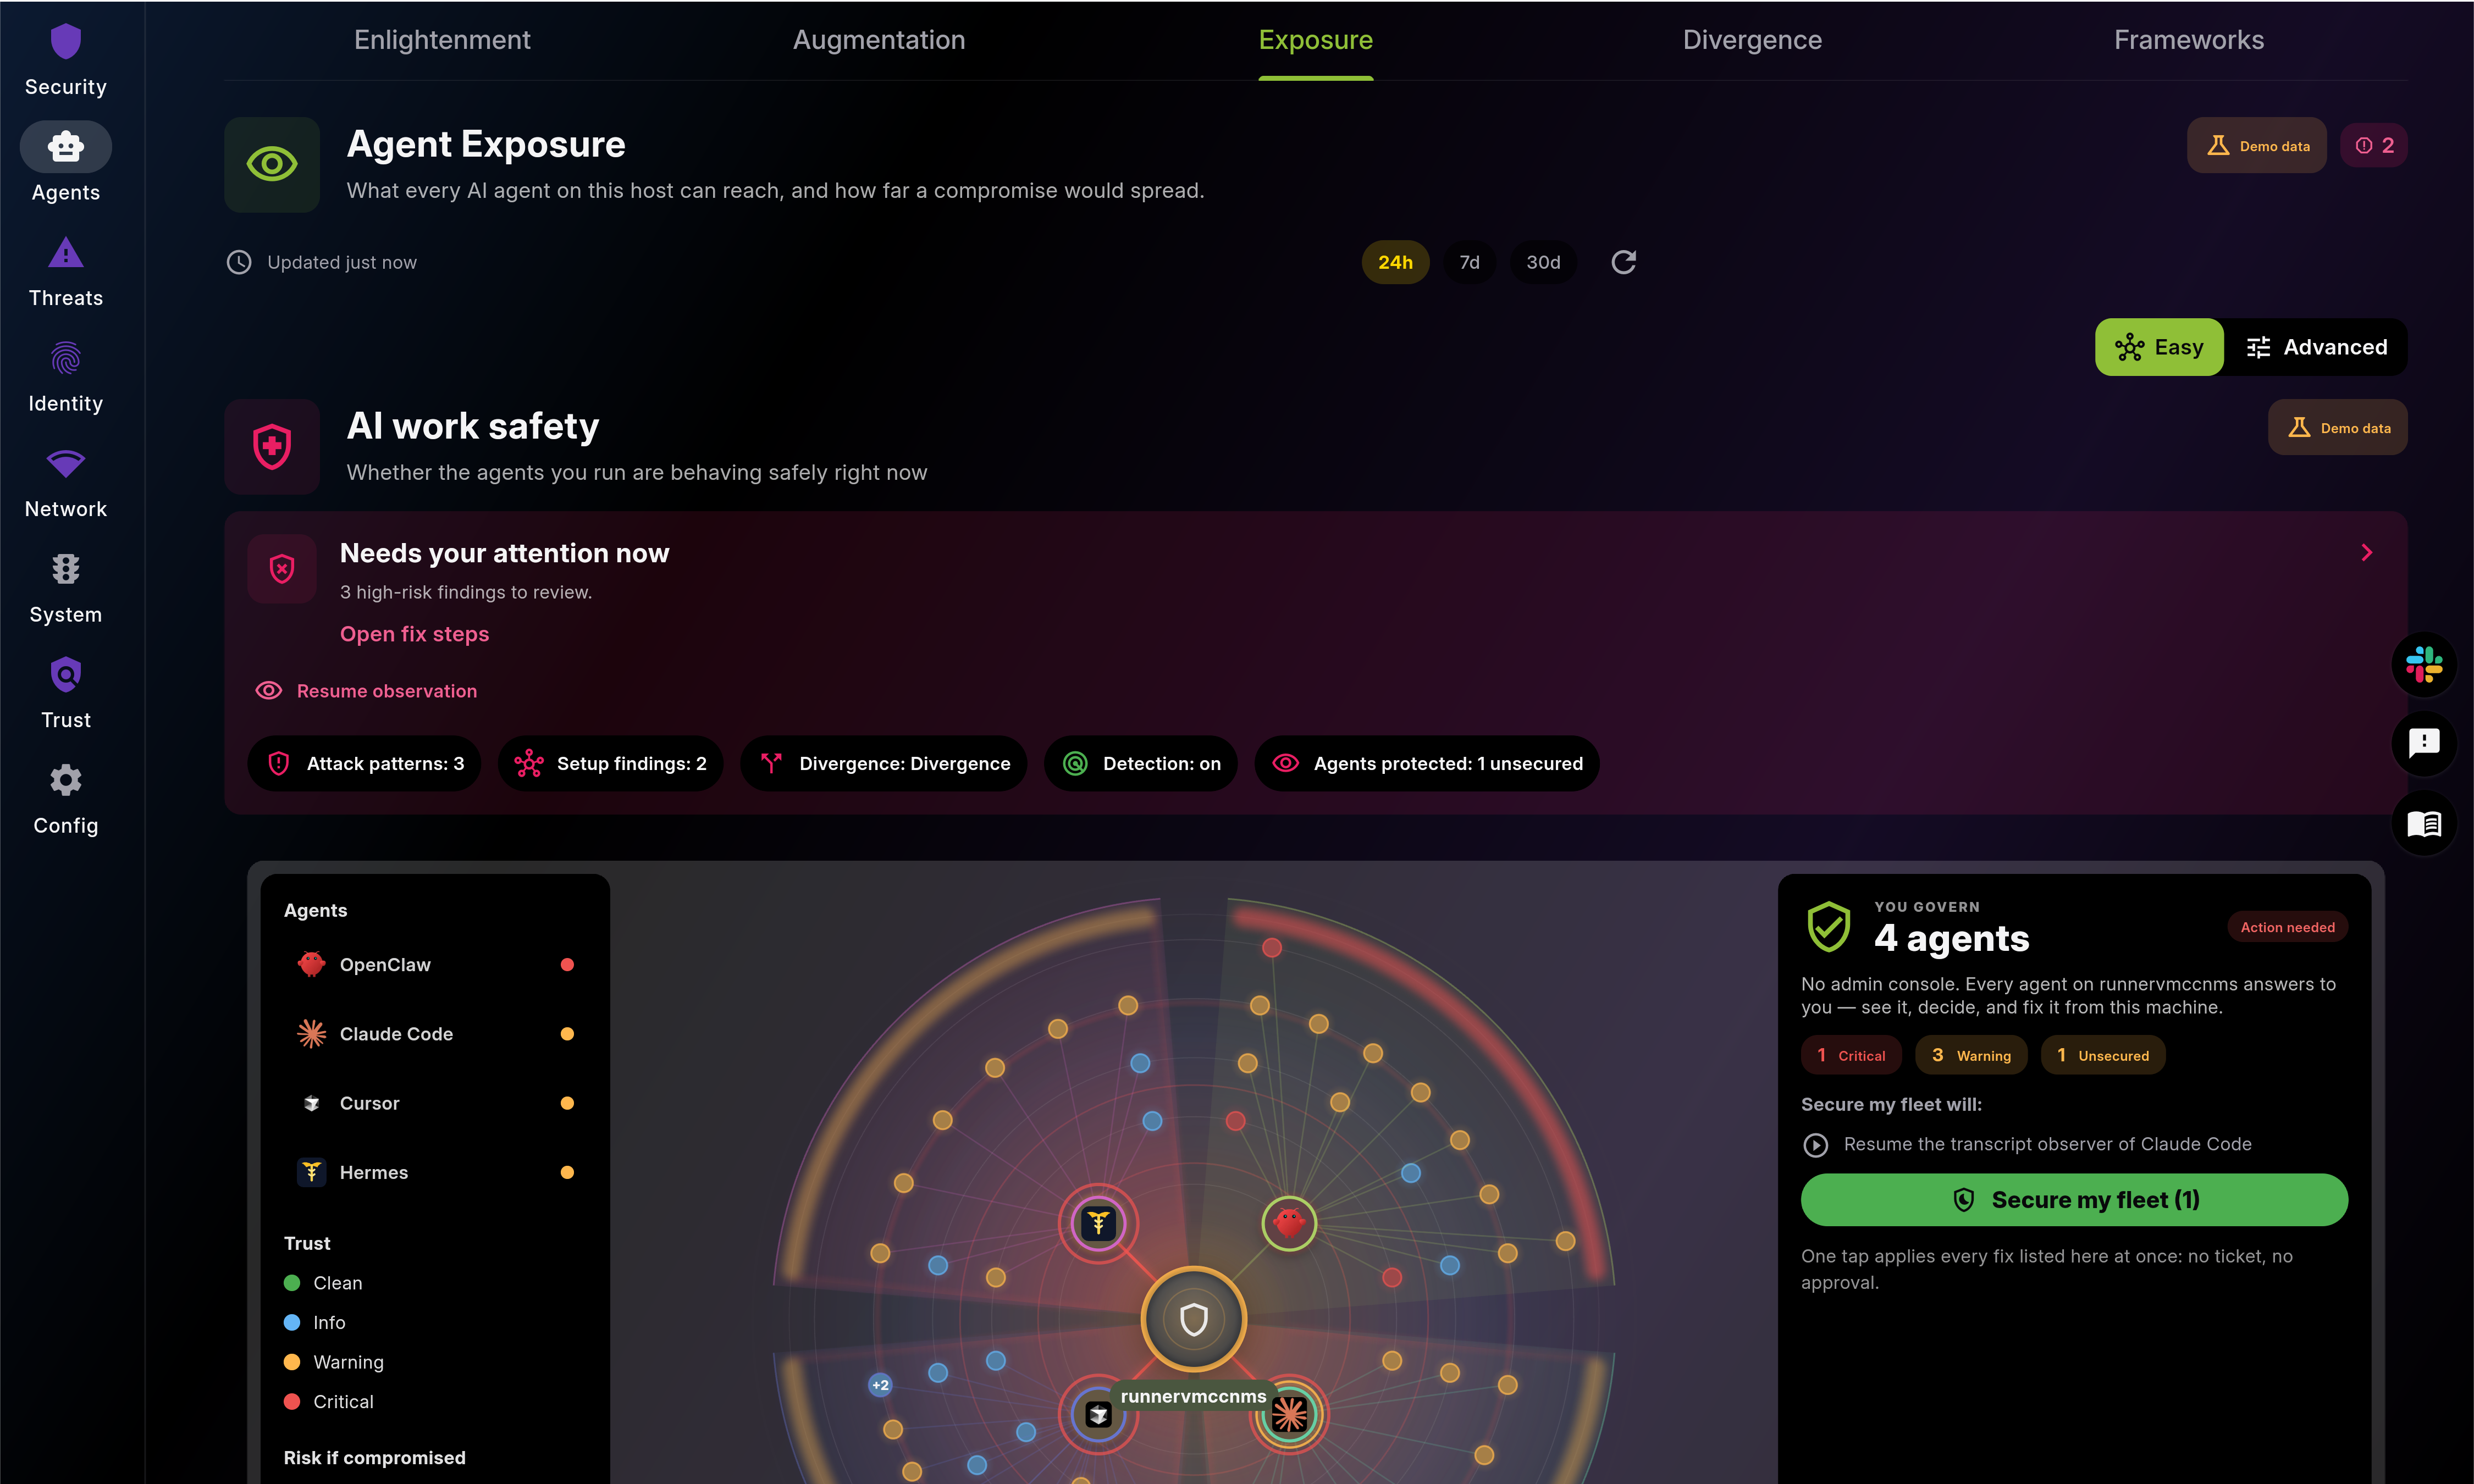 Security
Agents
Threats
Identity
Network
System
Trust
Config
Enlightenment
Augmentation
Exposure
Divergence
Frameworks
Agent Exposure
What every AI agent on this host can reach, and how far a compromise would spread.
Demo data
2
Updated just now
24h
7d
30d
Easy
Advanced
AI work safety
Whether the agents you run are behaving safely right now
Demo data
Needs your attention now
3 high-risk findings to review.
Open fix steps
Resume observation
Attack patterns: 3
Setup findings: 2
Divergence: Divergence
Detection: on
Agents protected: 1 unsecured
Agents
OpenClaw
Claude Code
Cursor
Hermes
Trust
Clean
Info
Warning
Critical
Risk if compromised
+2
runnervmccnms
YOU GOVERN
4 agents
Action needed
No admin console. Every agent on runnervmccnms answers to
you — see it, decide, and fix it from this machine.
1 Critical
3 Warning
1 Unsecured
Secure my fleet will:
Resume the transcript observer of Claude Code
Secure my fleet (1)
One tap applies every fix listed here at once: no ticket, no
approval.